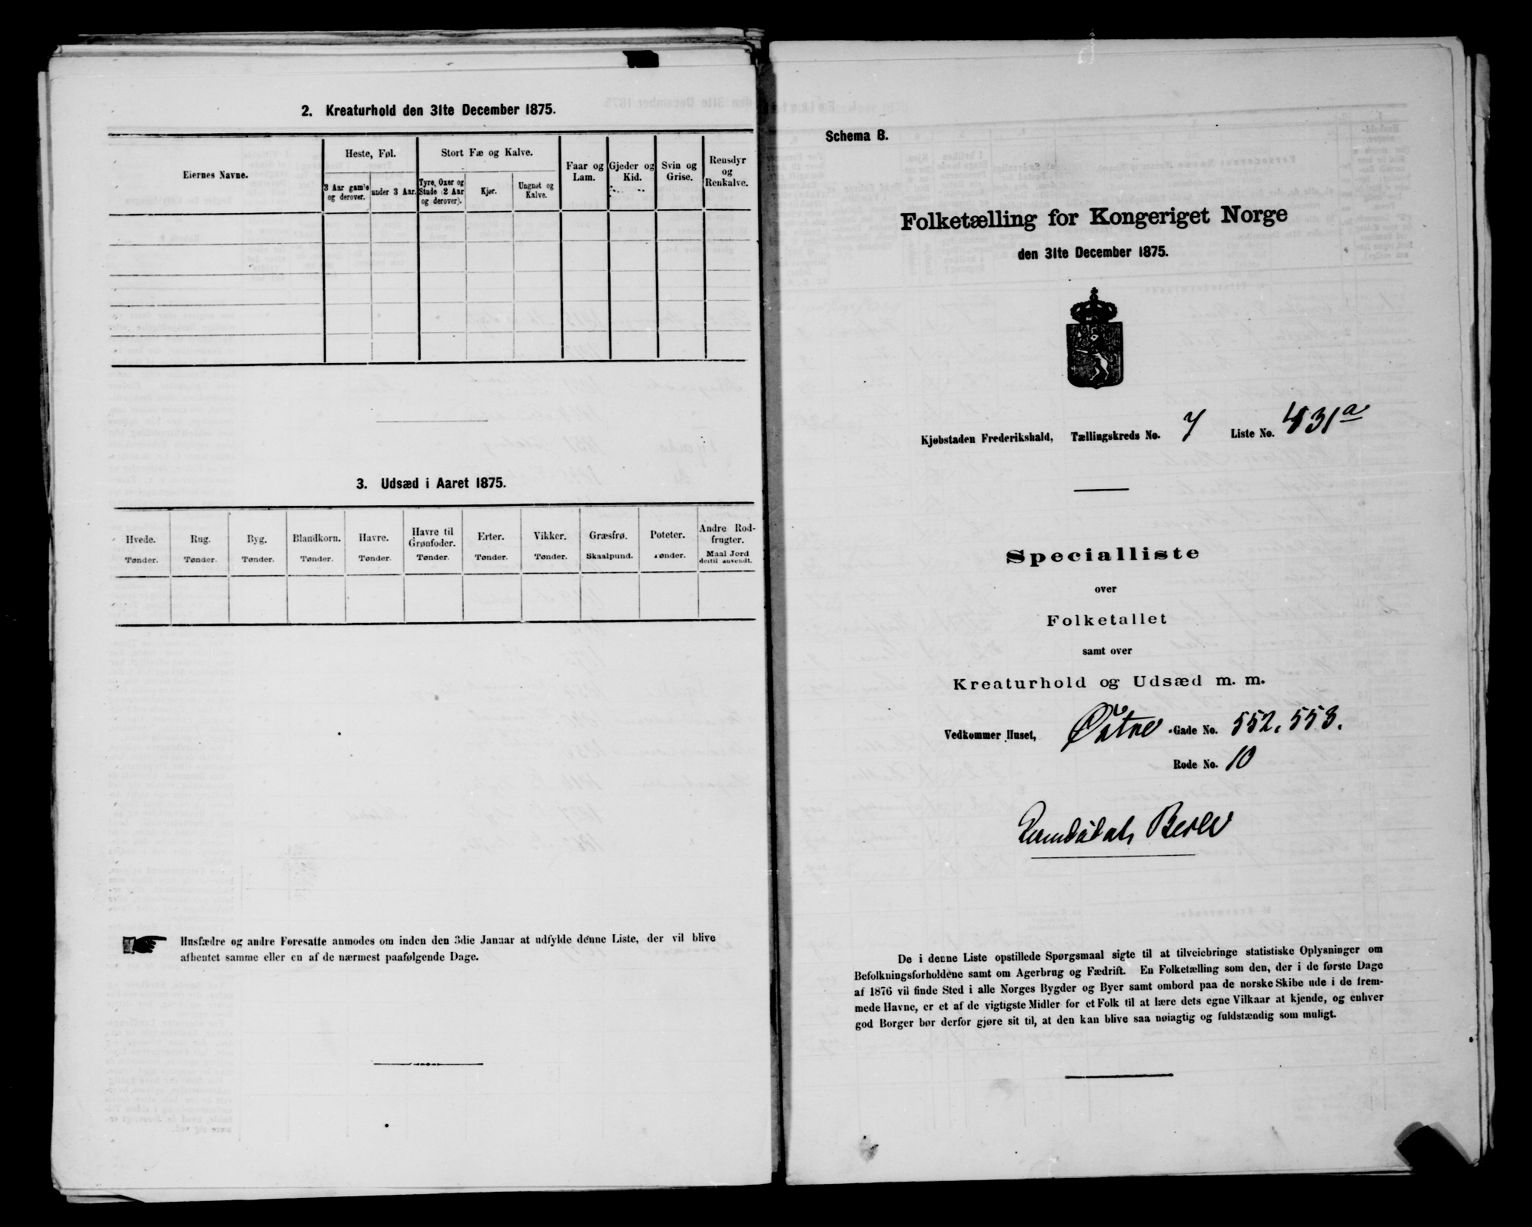 2. Kreaturhold den 31te December 1875.
Eiernes Navne.
Heste, Føl.
Stort Fæ og Kalve.
Faar og Lam.
Gjeder og Kid.
Svin og Grise.
Rensdyr og Renkalve.
3 Aar gam'e og derover.
under 3 Aar.
Tyre, Oxer og Stude (2 Aar og derover).
Kjør.
Ungnøt og Kalve.
3. Udsæd i Aaret 1875.
Hvede. Rug. Byg. Blandkorn. Havre. Havre til Grønfoder. Erter. Vikker. Græsfrø. Poteter. Andre Rodfrugter.
Tønder. Tønder. Tønder. Tønder. Tønder. Tønder. Tønder. Tønder. Skaalpund. Tønder. Maal Jord dertil anvendt.
Husfædre og andre Foresatte anmodes om inden den 3die Januar at udfylde denne Liste, der vil blive
afhentet samme eller en af de nærmest paafølgende Dage.
Schema B.
Folketælling for Kongeriget Norge
den 31te December 1875.
Kjøbstaden Frederikshald, Tællingskreds No. 7 Liste No. 431a
Specialliste
over
Folketallet
samt over
Kreaturhold og Udsæd m. m.
Vedkommer Huset, Østre -Gade No. 552. 553.
Rode No. 10
De i denne Liste opstillede Spørgsmaal sigte til at tilveiebringe statistiske Oplysninger om
Befolkningsforholdene samt om Agerbrug og Fædrift. En Folketælling som den, der i de første Dage
af 1876 vil finde Sted i alle Norges Bygder og Byer samt ombord paa de norske Skibe ude i de frem-
mede Havne, er et af de vigtigste Midler for et Folk til at lære dets egne Vilkaar at kjende, og enhver
god Borger bør derfor gjøre sit til, at den kan blive saa nøiagtig og fuldstændig som muligt.